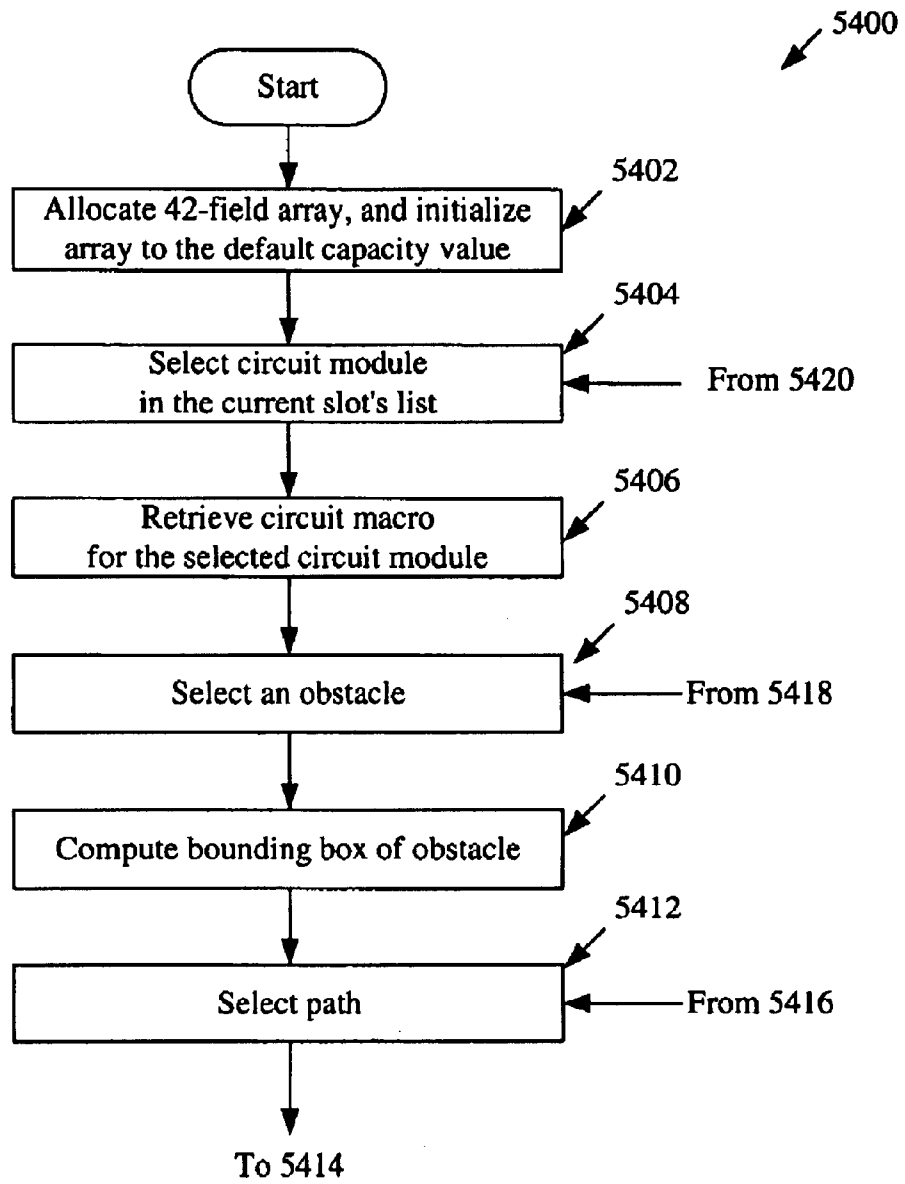 5400
Start
5402
Allocate 42-field array, and initialize
array to the default capacity value
5404
Select circuit module
in the current slot's list
From 5420
5406
Retrieve circuit macro
for the selected circuit module
5408
Select an obstacle
From 5418
5410
Compute bounding box of obstacle
5412
Select path
From 5416
To 5414